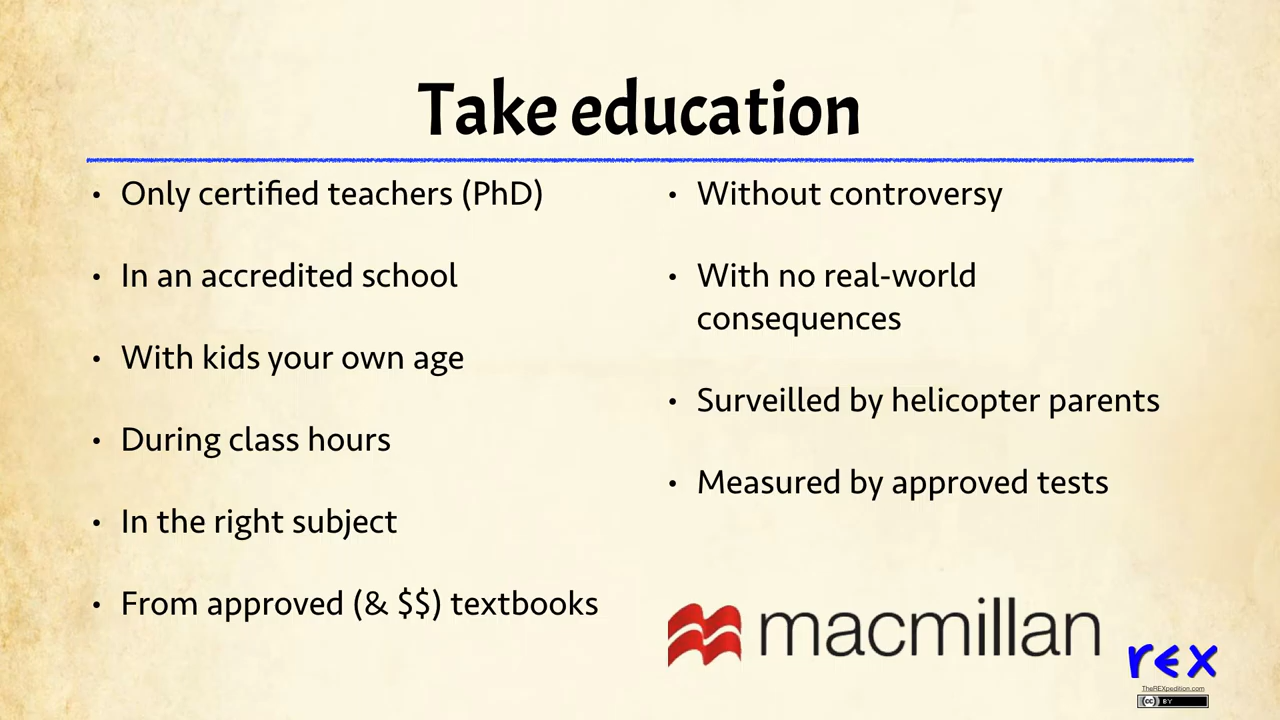 Take education
• Only certified teachers (PhD)
• In an accredited school
• With kids your own age
• During class hours
• In the right subject
• From approved (& $$) textbooks
• Without controversy
• With no real-world
consequences
• Surveilled by helicopter parents
• Measured by approved tests
macmillan
rex
TheREXpedition.com
cc BY